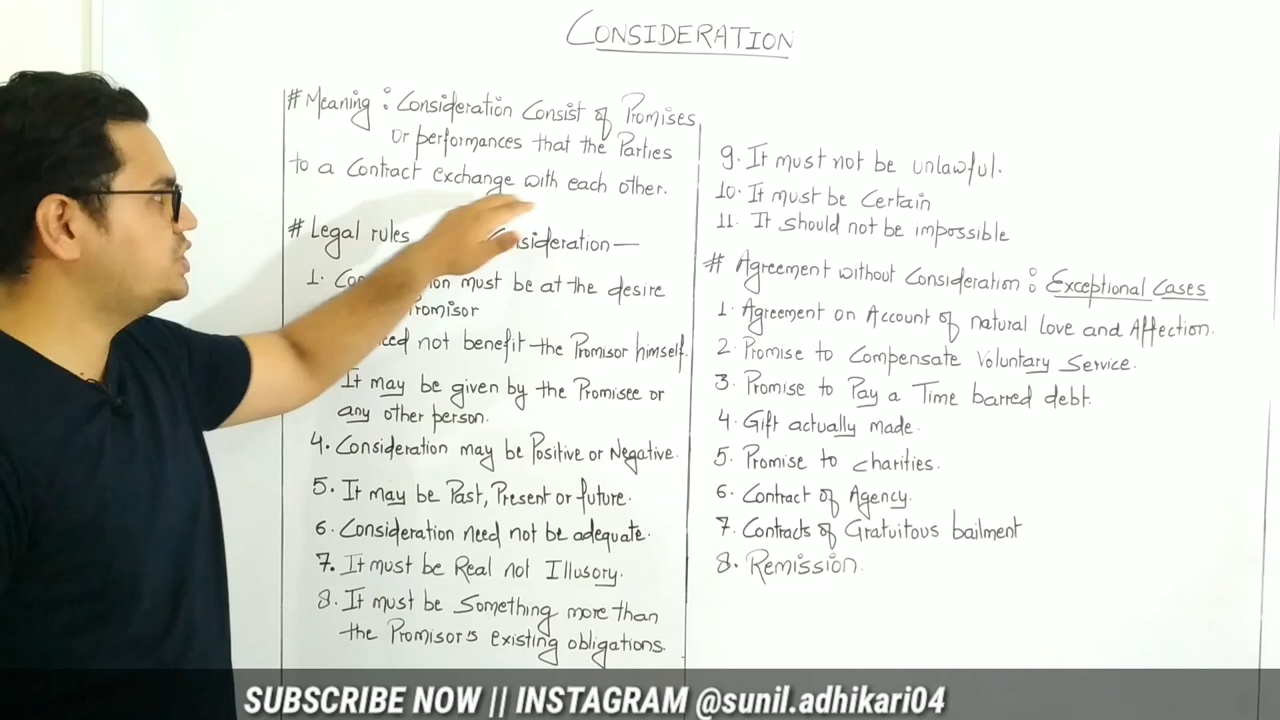 CONSIDERATION
# Meaning : Consideration Consist of Promises
or performances that the Parties
to a Contract exchange with each other.
# Legal rules
sideration —
1. Co on must be at the desire
romisor
eed not benefit the Promisor himself.
It may be given by the Promisee or
any other person.
4. Consideration may be Positive or Negative.
5. It may be Past, Present or future.
6. Consideration need not be adequate.
7. It must be Real not Illusory.
8. It must be Something more than
the Promisor's existing obligations.
9. It must not be unlawful.
10. It must be Certain
11. It should not be impossible
# Agreement without Consideration : Exceptional Cases
1. Agreement on Account of natural love and Affection.
2. Promise to Compensate Voluntary Service.
3. Promise to Pay a Time barred debt.
4. Gift actually made.
5. Promise to charities.
6. Contract of Agency.
7. Contracts of Gratuitous bailment
8. Remission.
SUBSCRIBE NOW || INSTAGRAM @sunil.adhikari04